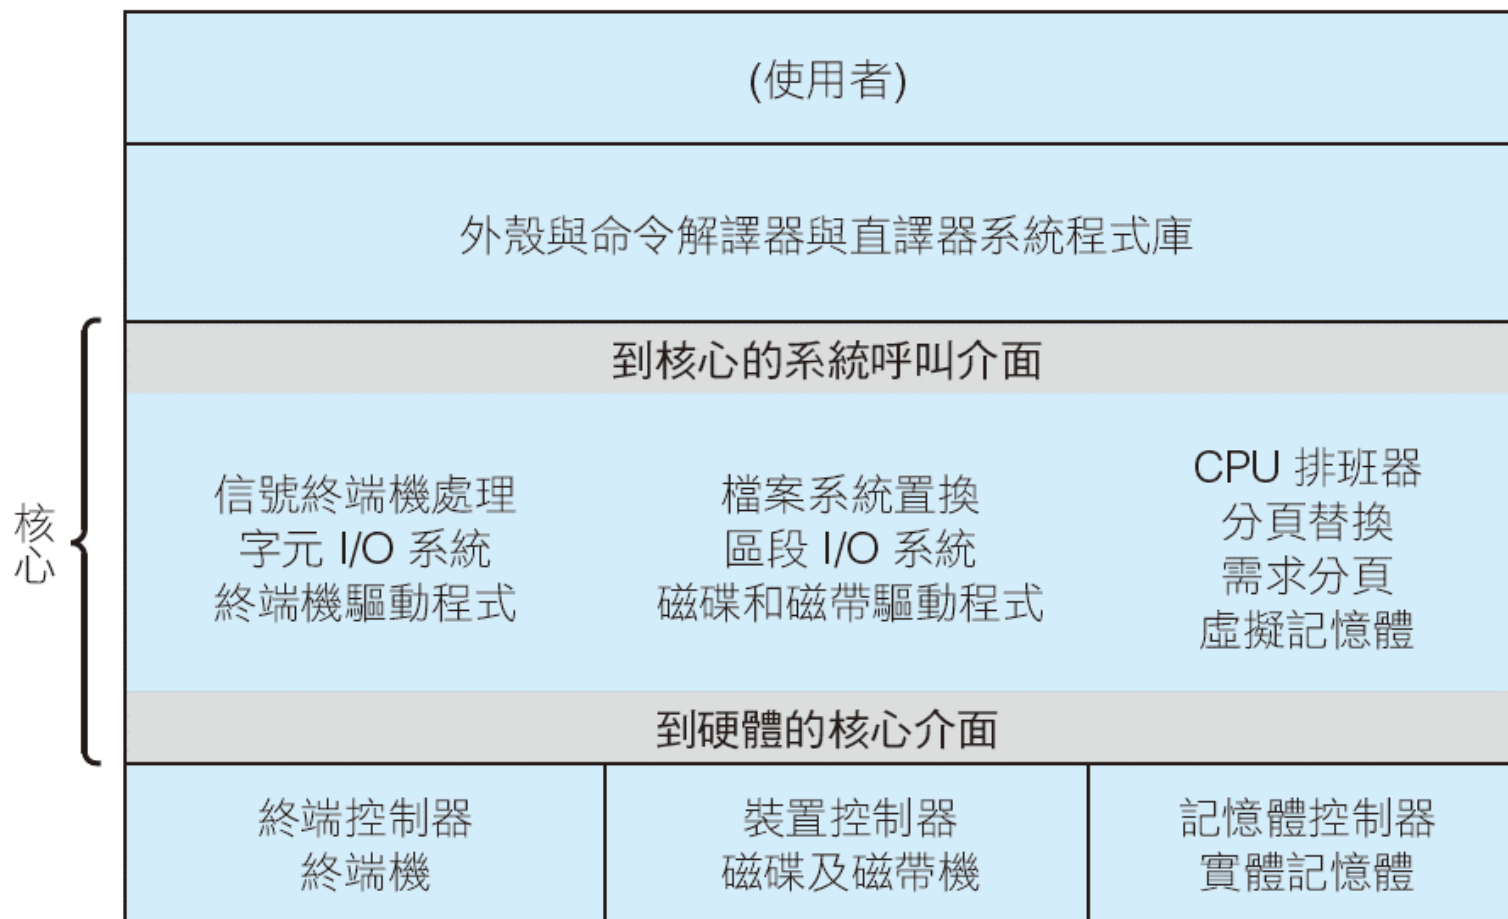 (使用者)
外殼與命令解譯器與直譯器系統程式庫
到核心的系統呼叫介面
核心
信號終端機處理
字元 I/O 系統
終端機驅動程式
檔案系統置換
區段 I/O 系統
磁碟和磁帶驅動程式
CPU 排班器
分頁替換
需求分頁
虛擬記憶體
到硬體的核心介面
終端控制器
終端機
裝置控制器
磁碟及磁帶機
記憶體控制器
實體記憶體